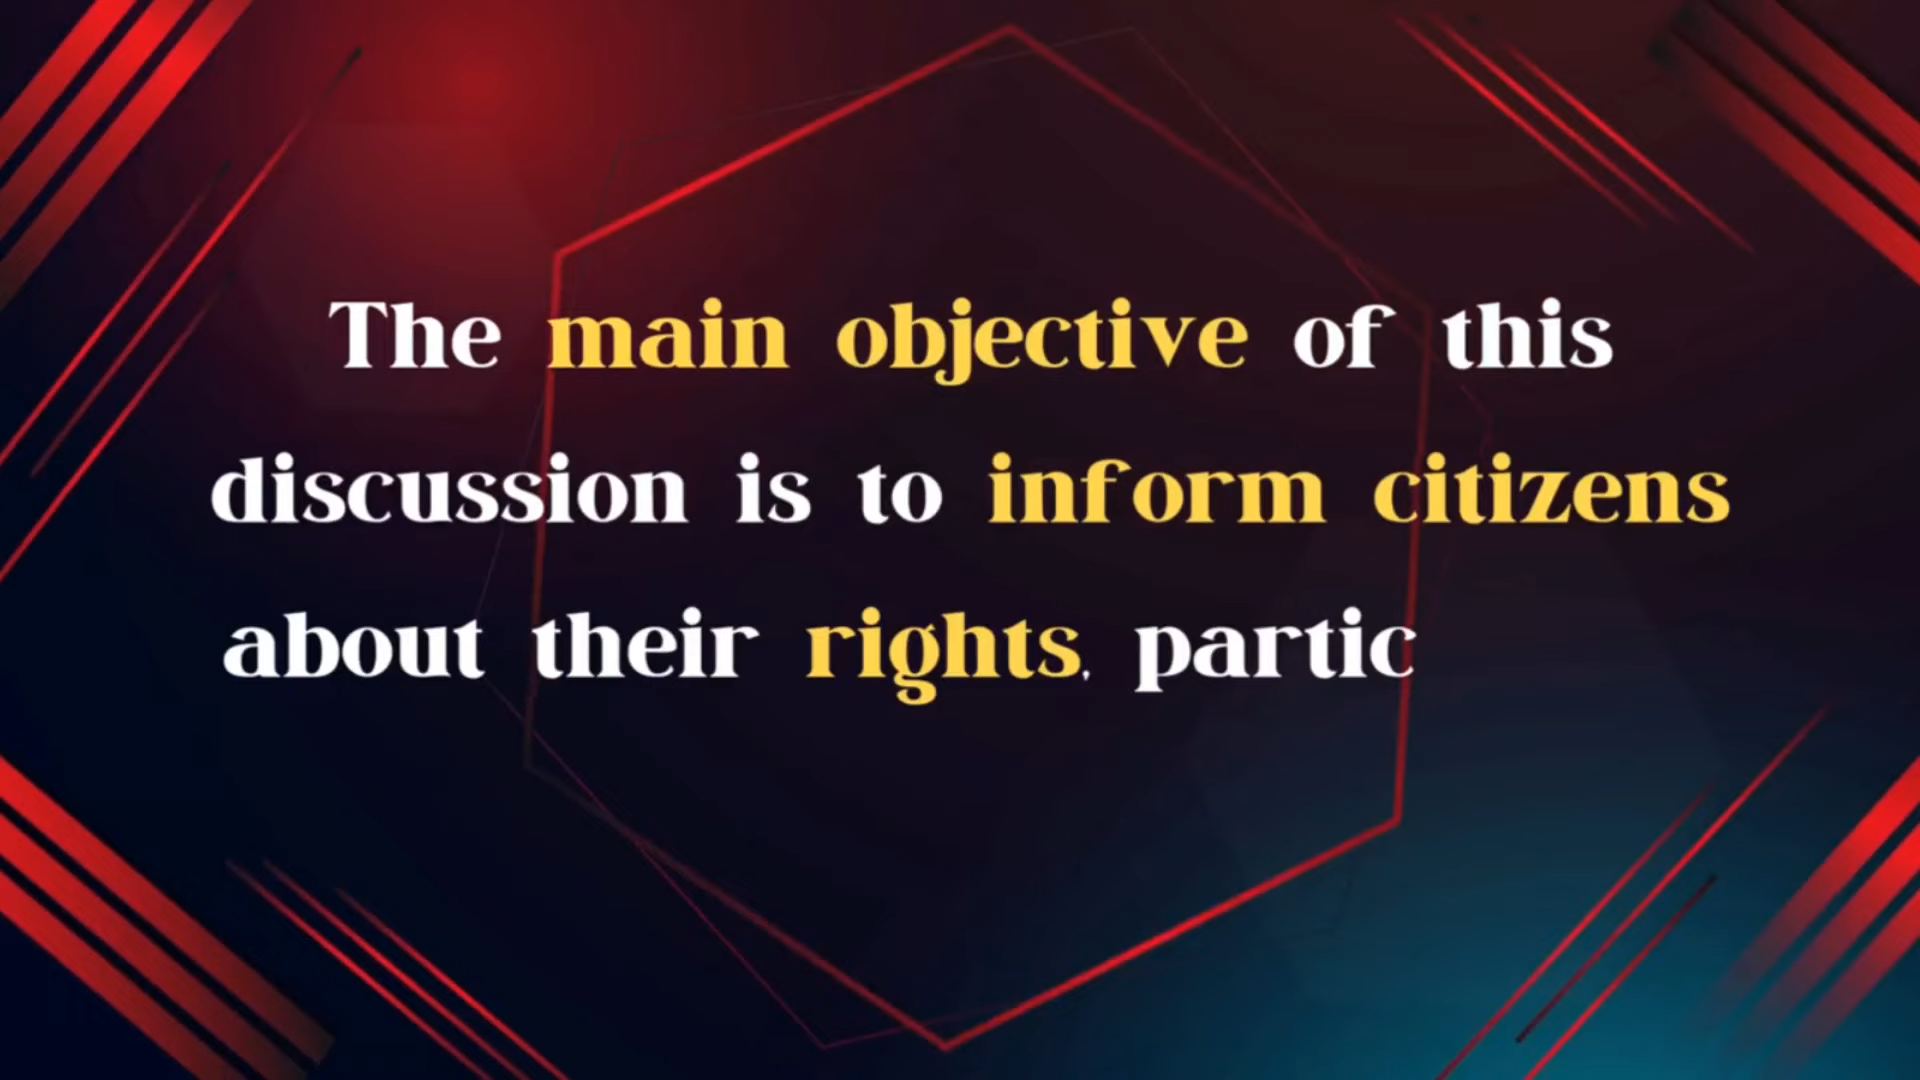 The main objective of this
discussion is to inform citizens
about their rights, partic